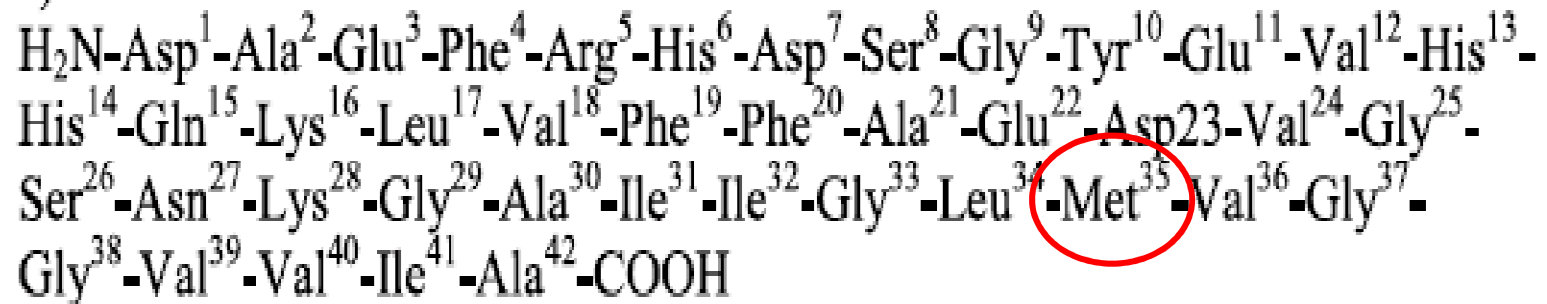 H₂N-Asp¹-Ala²-Glu³-Phe⁴-Arg⁵-His⁶-Asp⁷-Ser⁸-Gly⁹-Tyr¹⁰-Glu¹¹-Val¹²-His¹³-
His¹⁴-Gln¹⁵-Lys¹⁶-Leu¹⁷-Val¹⁸-Phe¹⁹-Phe²⁰-Ala²¹-Glu²²-Asp23-Val²⁴-Gly²⁵-
Ser²⁶-Asn²⁷-Lys²⁸-Gly²⁹-Ala³⁰-Ile³¹-Ile³²-Gly³³-Leu³⁴-Met³⁵-Val³⁶-Gly³⁷-
Gly³⁸-Val³⁹-Val⁴⁰-Ile⁴¹-Ala⁴²-COOH